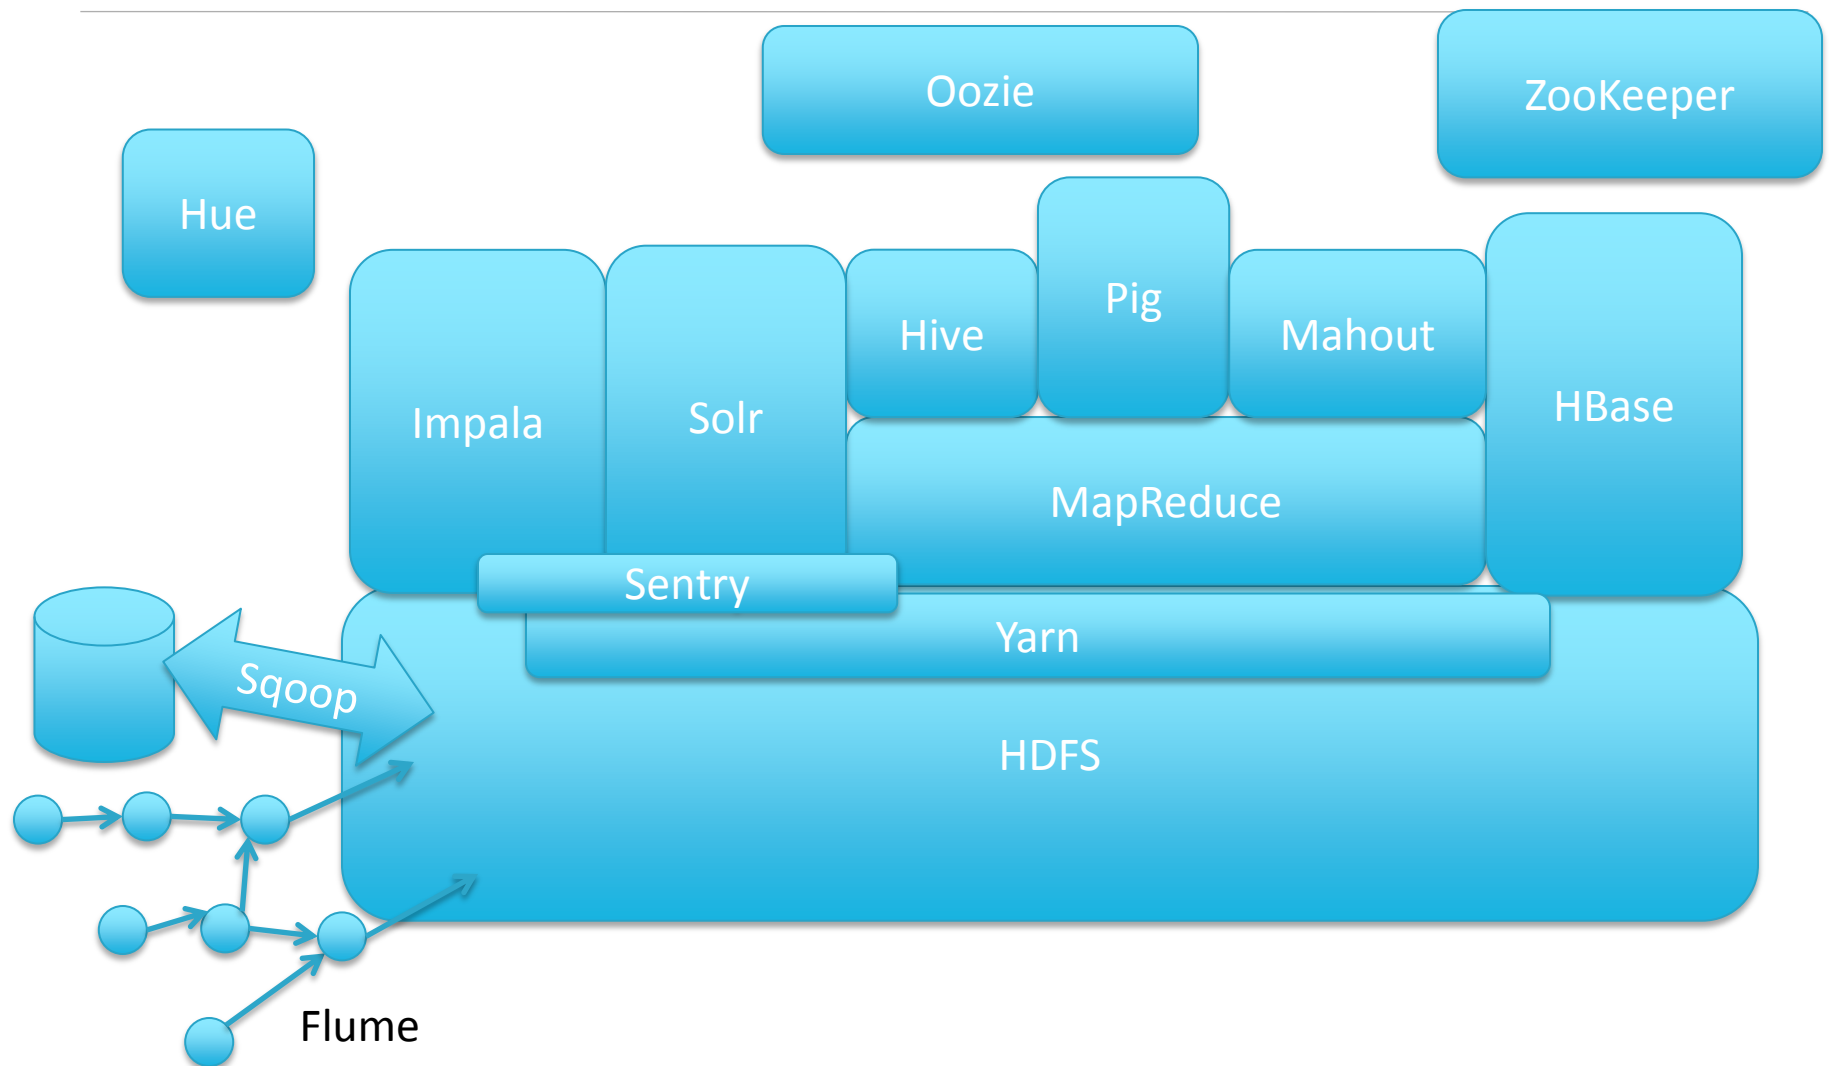 Oozie
ZooKeeper
Hue
Pig
Hive
Mahout
Impala
Solr
HBase
MapReduce
Sentry
Yarn
Sqoop
HDFS
Flume